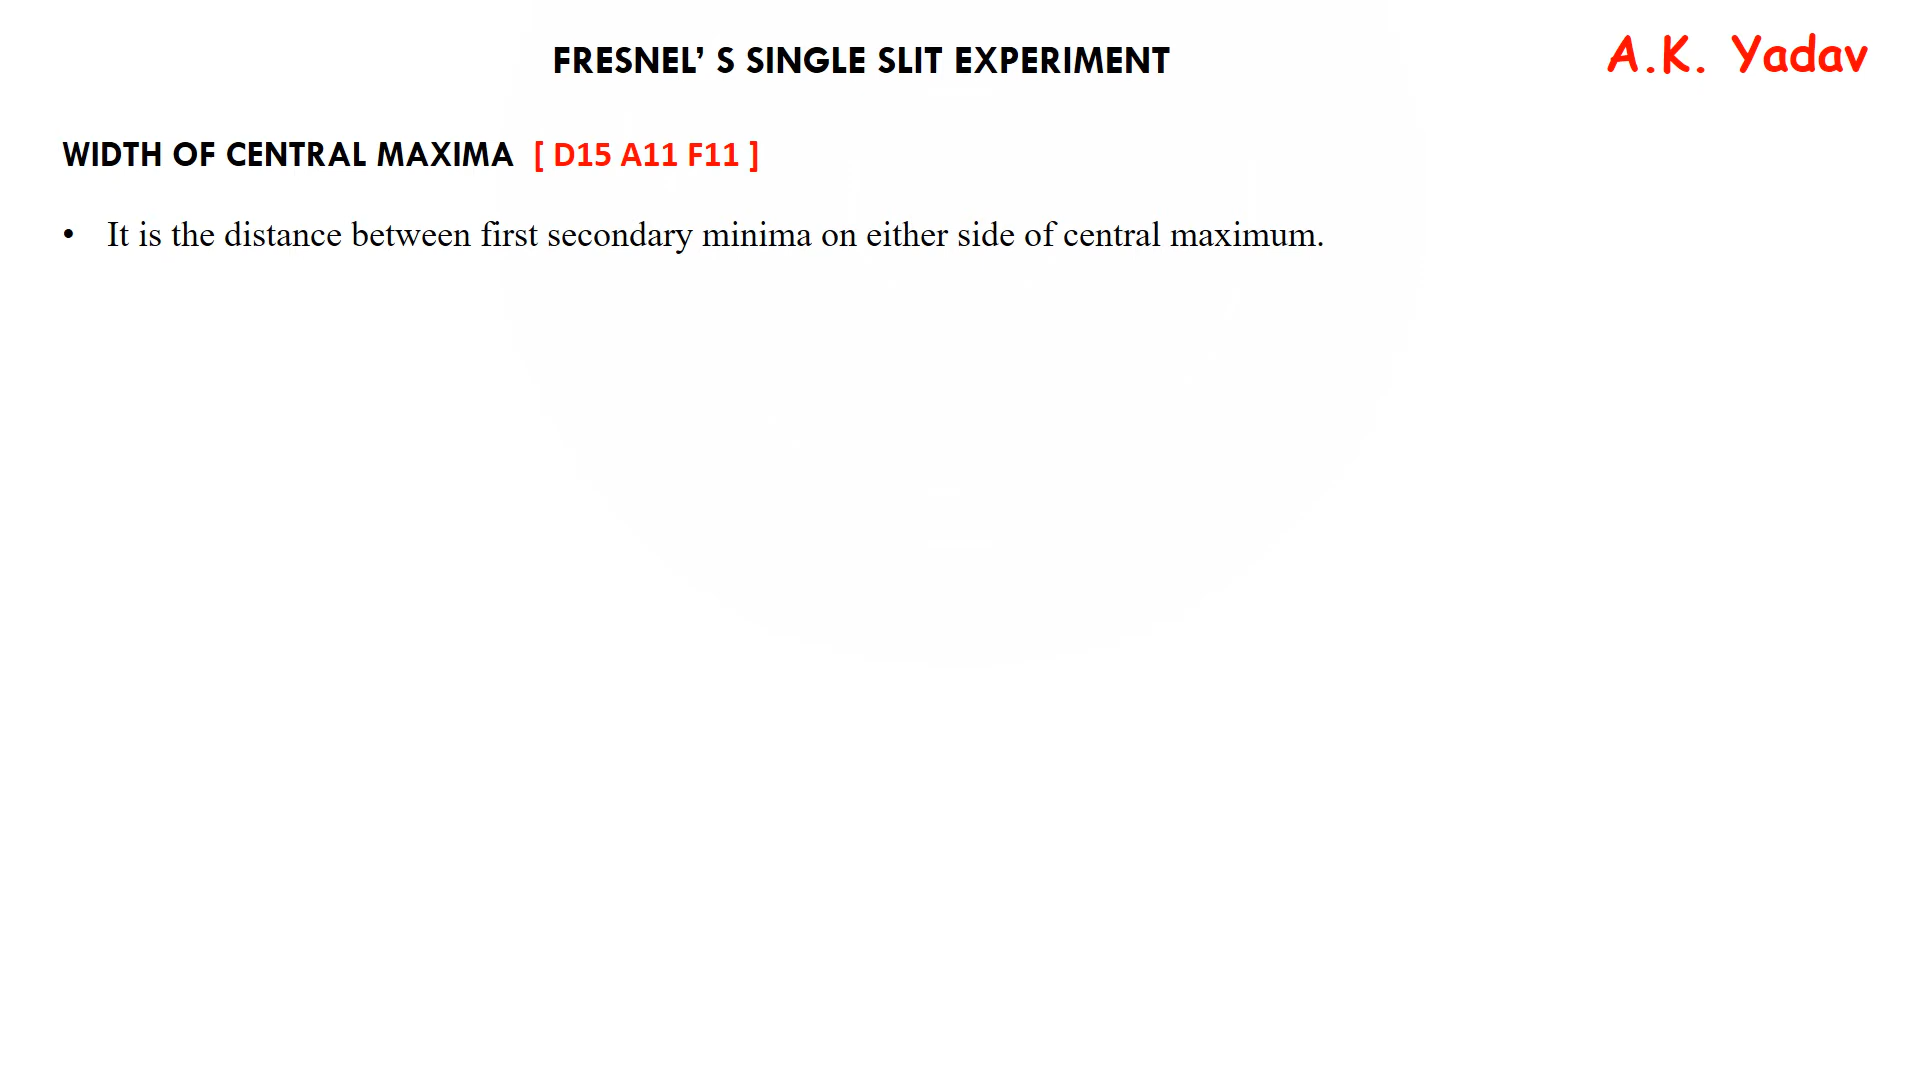 FRESNEL’ S SINGLE SLIT EXPERIMENT
A.K. Yadav
WIDTH OF CENTRAL MAXIMA [ D15 A11 F11 ]
• It is the distance between first secondary minima on either side of central maximum.